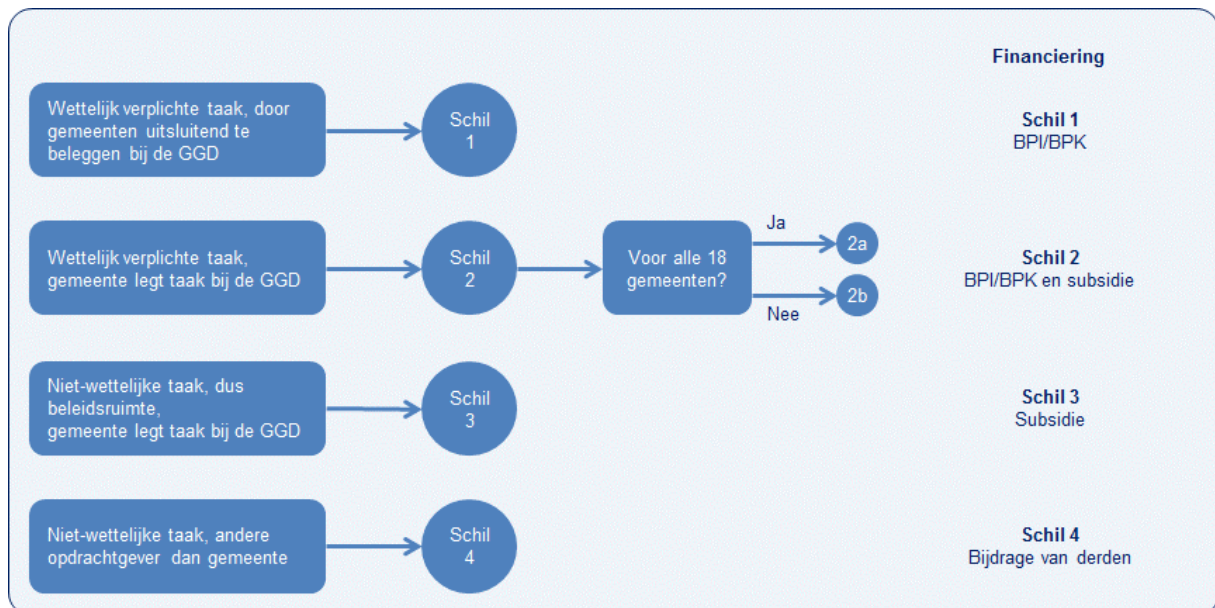 Financiering
Wettelijk verplichte taak, door
gemeenten uitsluitend te
beleggen bij de GGD
Schil
1
Schil 1
BPI/BPK
Wettelijk verplichte taak,
gemeente legt taak bij de GGD
Schil
2
Voor alle 18
gemeenten?
Ja
2a
Nee
2b
Schil 2
BPI/BPK en subsidie
Niet-wettelijke taak, dus
beleidsruimte,
gemeente legt taak bij de GGD
Schil
3
Schil 3
Subsidie
Niet-wettelijke taak, andere
opdrachtgever dan gemeente
Schil
4
Schil 4
Bijdrage van derden